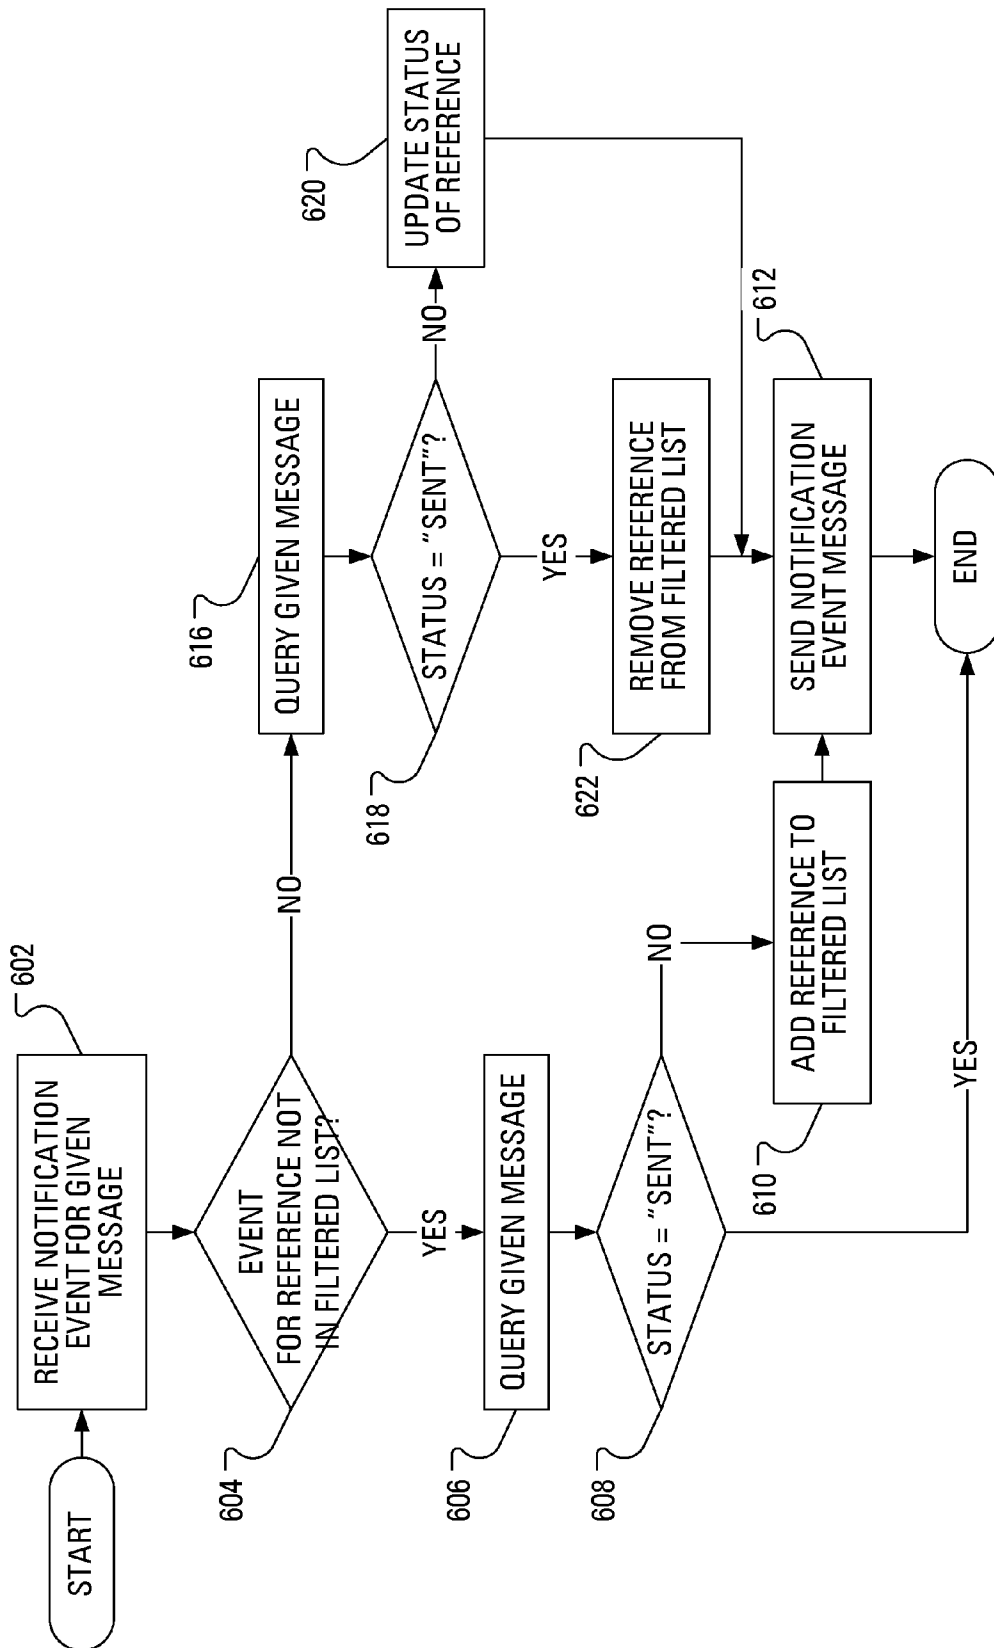 START
RECEIVE NOTIFICATION
EVENT FOR GIVEN
MESSAGE
602
EVENT
FOR REFERENCE NOT
IN FILTERED LIST?
604
NO
YES
QUERY GIVEN MESSAGE
606
STATUS = “SENT”?
608
NO
YES
ADD REFERENCE TO
FILTERED LIST
610
QUERY GIVEN MESSAGE
616
STATUS = “SENT”?
618
NO
YES
UPDATE STATUS
OF REFERENCE
620
REMOVE REFERENCE
FROM FILTERED LIST
622
SEND NOTIFICATION
EVENT MESSAGE
612
END